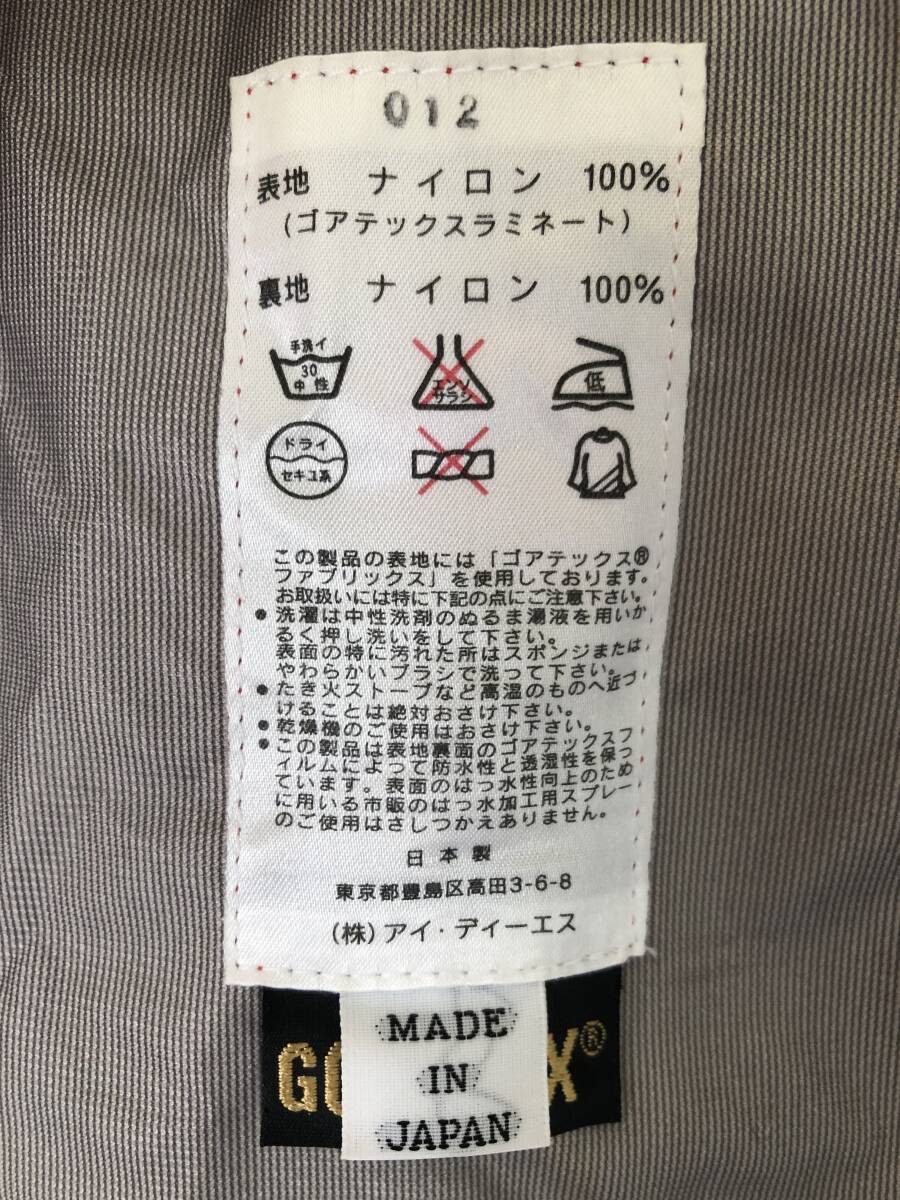 012
表地 ナイロン 100%
(ゴアテックスラミネート)
裏地 ナイロン 100%
手洗イ
30
中性
エンソ
サラシ
低
ドライ
セキユ系
この製品の表地には「ゴアテックス®
ファブリックス」を使用しております。
お取扱いには特に下記の点にご注意下さい。
● 洗濯は中性洗剤のぬるま湯液を用いか
るく押し洗いをして下さい。
表面の特に汚れた所はスポンジまたは
やわらかいブラシで洗って下さい。
● たき火ストーブなど高温のものへ近づ
けることは絶対おさけ下さい。
● 乾燥機のご使用はおさけ下さい。
● この製品は表地裏面のゴアテックスフ
ィルムによって防水性と透湿性を保っ
ています。表面のはっ水性向上のため
に用いる市販のはっ水加工用スプレー
のご使用はさしつかえありません。
日本製
東京都豊島区高田3-6-8
(株)アイ・ディーエス
GO X®
MADE
IN
JAPAN